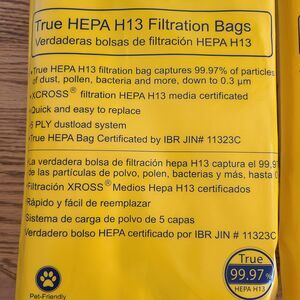 True HEPA H13 Filtration Bags
Verdaderas bolsas de filtración HEPA H13
•True HEPA H13 filtration bag captures 99.97% of particles
of dust, pollen, bacteria and more, down to 0.3 μm
•XCROSS® filtration HEPA H13 media certificated
•Quick and easy to replace
PLY dustload system
•True HEPA Bag Certificated by IBR JIN# 11323C
La verdadera bolsa de filtración hepa H13 captura el
de las partículas de polvo, polen, bacterias y más, hasta
Filtración XROSS® Medios Hepa H13 certificados
Rápido y fácil de reemplazar
Sistema de carga de polvo de 5 capas
Verdadero bolso HEPA certificado por IBR JIN # 11323C
True
99.97%
HEPA H13
Pet-Friendly